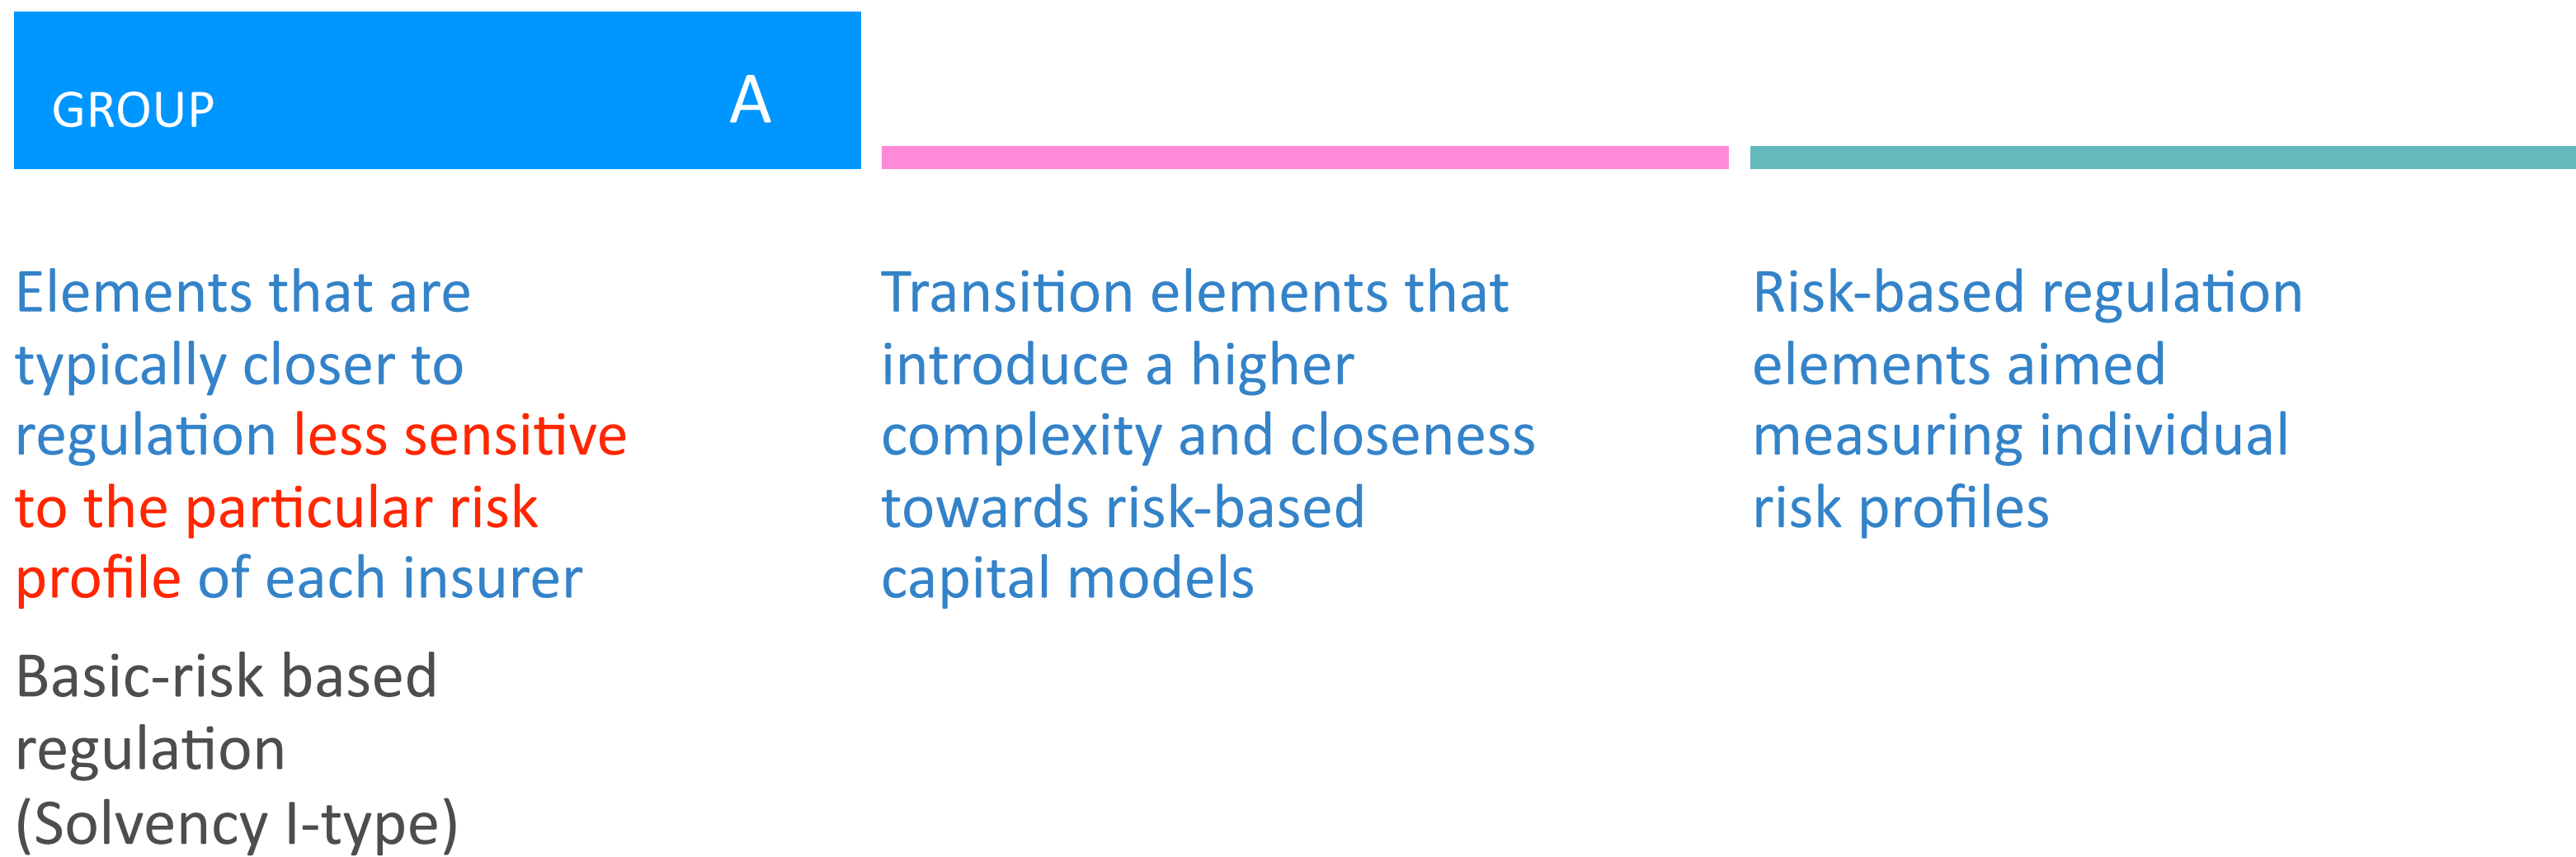 GROUP A
Elements that are
typically closer to
regulation less sensitive
to the particular risk
profile of each insurer
Basic-risk based
regulation
(Solvency I-type)
Transition elements that
introduce a higher
complexity and closeness
towards risk-based
capital models
Risk-based regulation
elements aimed
measuring individual
risk profiles